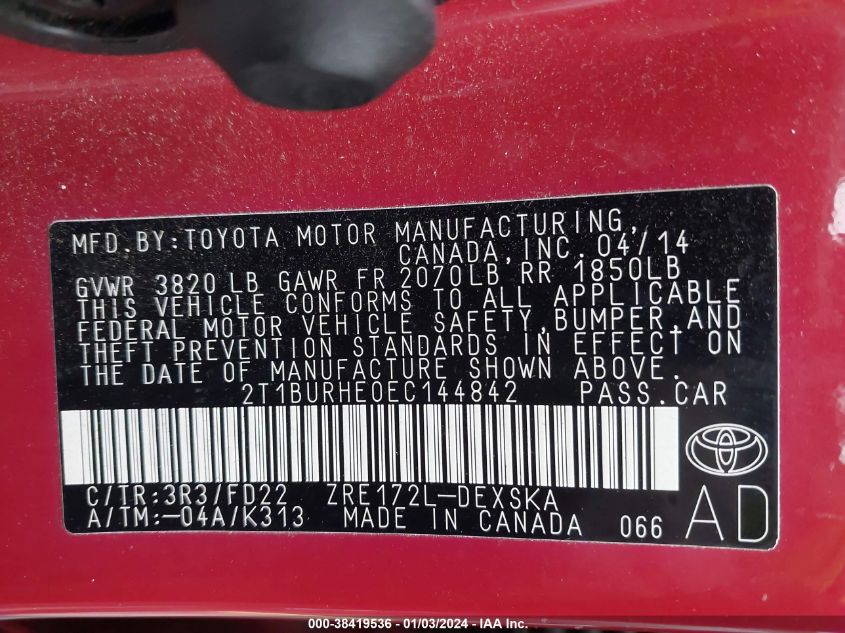 MFD.BY:TOYOTA MOTOR MANUFACTURING,
CANADA,INC. 04/14
GVWR 3820 LB GAWR FR 2070LB RR 1850LB
THIS VEHICLE CONFORMS TO ALL APPLICABLE
FEDERAL MOTOR VEHICLE SAFETY,BUMPER,AND
THEFT PREVENTION STANDARDS IN EFFECT ON
THE DATE OF MANUFACTURE SHOWN ABOVE.
2T1BURHE0EC144842 PASS.CAR
C/TR:3R3/FD22 ZRE172L-DEXSKA
A/TM:-04A/K313 MADE IN CANADA 066 AD
000-38419536 - 01/03/2024 - IAA Inc.